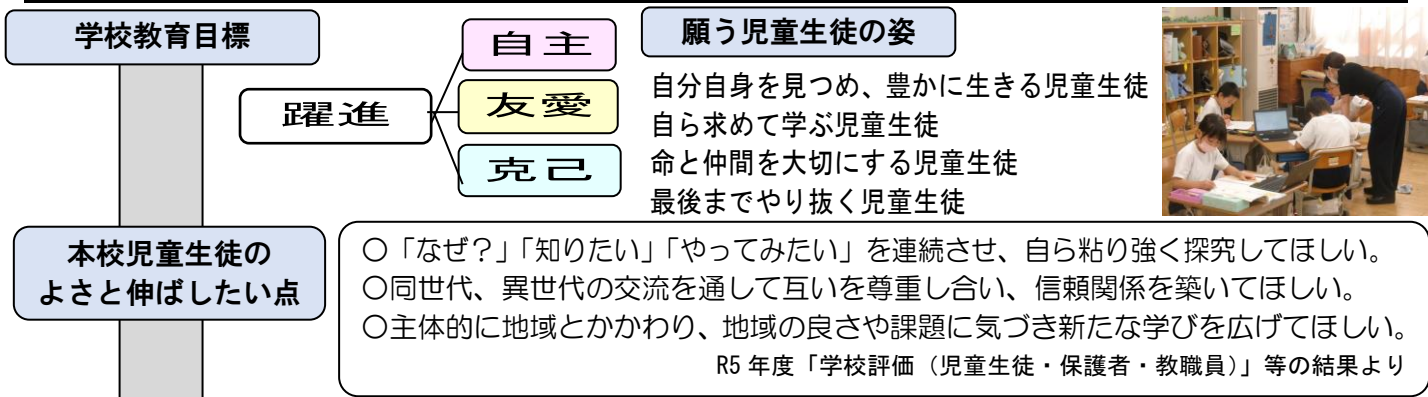 学校教育目標
躍進
自主
友愛
克己
願う児童生徒の姿
自分自身を見つめ、豊かに生きる児童生徒
自ら求めて学ぶ児童生徒
命と仲間を大切にする児童生徒
最後までやり抜く児童生徒
本校児童生徒の
よさと伸ばしたい点
○「なぜ？」「知りたい」「やってみたい」を連続させ、自ら粘り強く探究してほしい。
○同世代、異世代の交流を通して互いを尊重し合い、信頼関係を築いてほしい。
○主体的に地域とかかわり、地域の良さや課題に気づき新たな学びを広げてほしい。
R5 年度「学校評価（児童生徒・保護者・教職員）」等の結果より